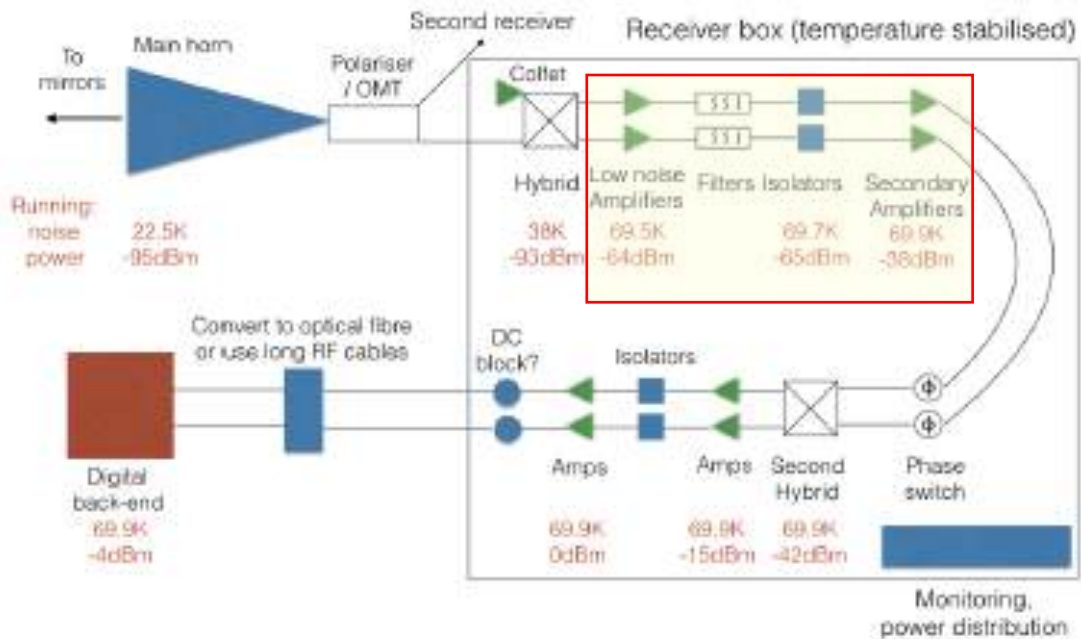 Second receiver
Receiver box (temperature stabilised)
To
mirrors
Main horn
Polariser
/ OMT
Colfet
Hybrid
Low noise
Amplifiers
Filters
Isolators
Secondary
Amplifiers
Running:
noise
power
22.5K
-95dBm
38K
-93dBm
69.5K
-64dBm
69.7K
-65dBm
69.9K
-38dBm
Convert to optical fibre
or use long RF cables
DC
block?
Isolators
Φ
Φ
Digital
back-end
69.9K
-4dBm
Amps
69.9K
0dBm
Amps
69.9K
-15dBm
Second
Hybrid
69.9K
-42dBm
Phase
switch
Monitoring,
power distribution